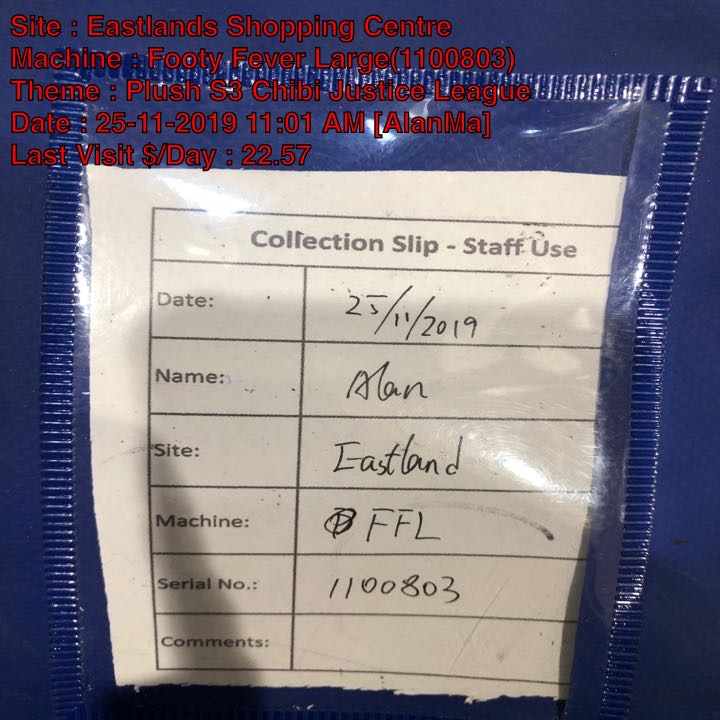 Site : Eastlands Shopping Centre
Machine : Footy Fever Large(1100803)
Theme : Plush S3 Chibi Justice League
Date : 25-11-2019 11:01 AM [AlanMa]
Last Visit $/Day : 22.57
Collection Slip - Staff Use
Date: 25/11/2019
Name: Alan
Site: Eastland
Machine: FFL
Serial No.: 1100803
Comments: